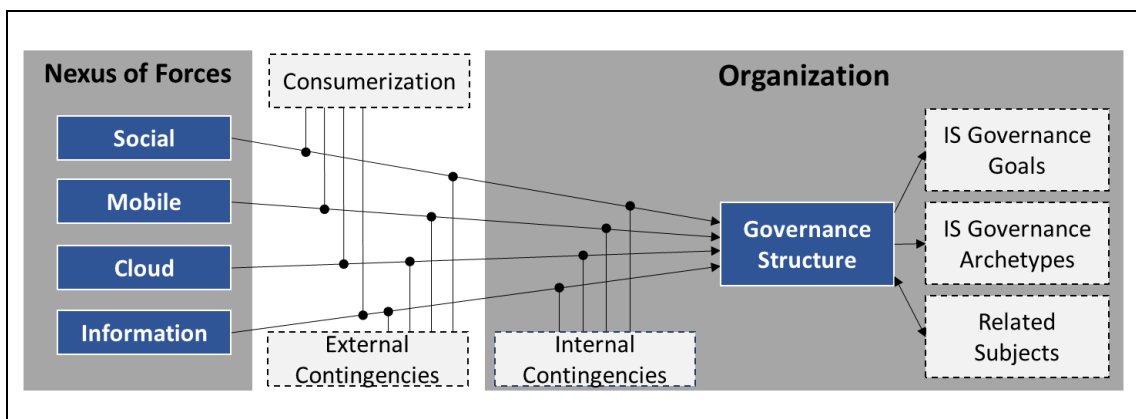 Nexus of Forces
Social
Mobile
Cloud
Information
Consumerization
External
Contingencies
Organization
Internal
Contingencies
Governance
Structure
IS Governance
Goals
IS Governance
Archetypes
Related
Subjects